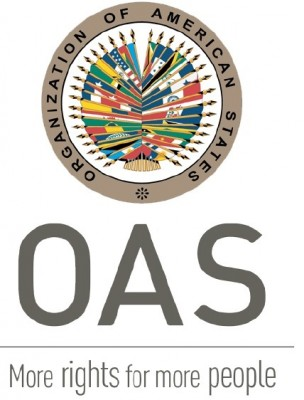 ORGANIZATION OF AMERICAN STATES
OAS
More rights for more people